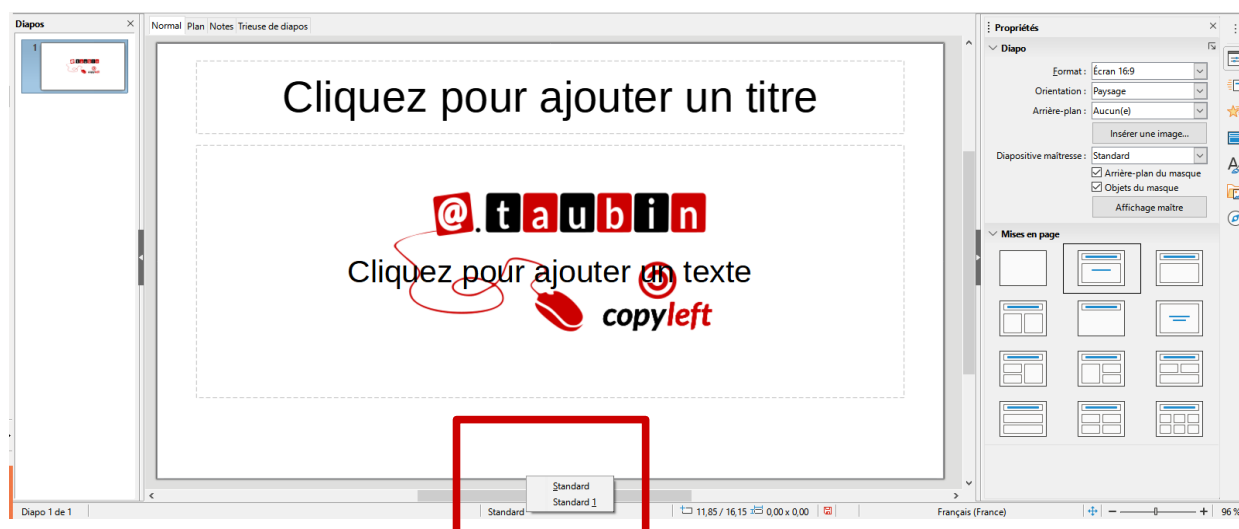 Diapos
Normal Plan Notes Trieuse de diapos
1
Cliquez pour ajouter un titre
@.taubin
Cliquez pour ajouter un texte
copyleft
Standard
Standard 1
Propriétés
Diapo
Format : Écran 16:9
Orientation : Paysage
Arrière-plan : Aucun(e)
Insérer une image...
Diapositive maîtresse : Standard
Arrière-plan du masque
Objets du masque
Affichage maître
Mises en page
Diapo 1 de 1
Standard
11,85 / 16,15
0,00 x 0,00
Français (France)
96 %